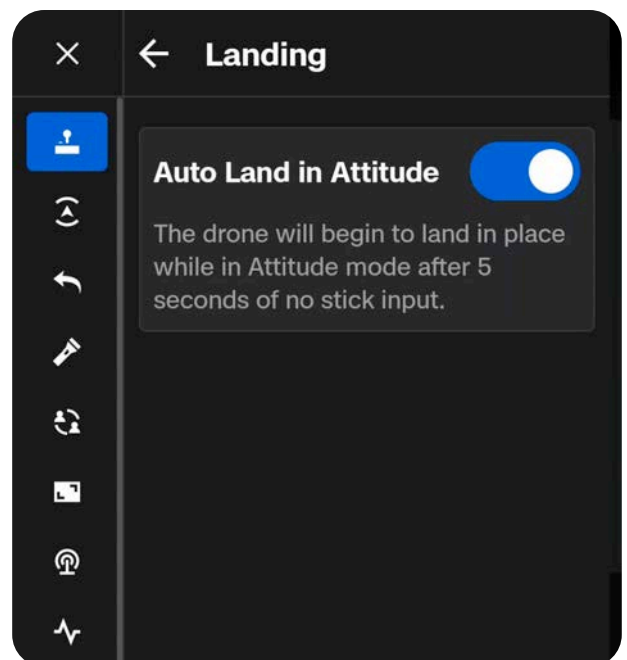 Landing
Auto Land in Attitude
The drone will begin to land in place
while in Attitude mode after 5
seconds of no stick input.